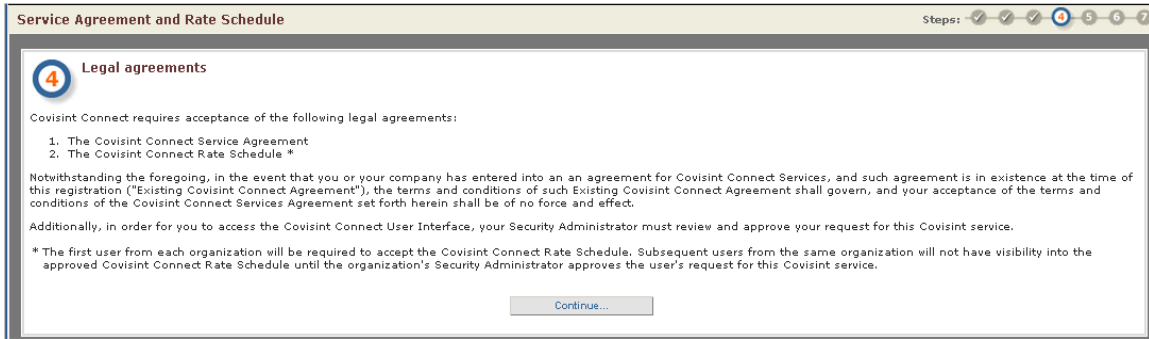 Service Agreement and Rate Schedule
Steps: 4 5 6 7
4 Legal agreements
Covisint Connect requires acceptance of the following legal agreements:
1. The Covisint Connect Service Agreement
2. The Covisint Connect Rate Schedule *
Notwithstanding the foregoing, in the event that you or your company has entered into an an agreement for Covisint Connect Services, and such agreement is in existence at the time of
this registration ("Existing Covisint Connect Agreement"), the terms and conditions of such Existing Covisint Connect Agreement shall govern, and your acceptance of the terms and
conditions of the Covisint Connect Services Agreement set forth herein shall be of no force and effect.
Additionally, in order for you to access the Covisint Connect User Interface, your Security Administrator must review and approve your request for this Covisint service.
* The first user from each organization will be required to accept the Covisint Connect Rate Schedule. Subsequent users from the same organization will not have visibility into the
approved Covisint Connect Rate Schedule until the organization's Security Administrator approves the user's request for this Covisint service.
Continue...